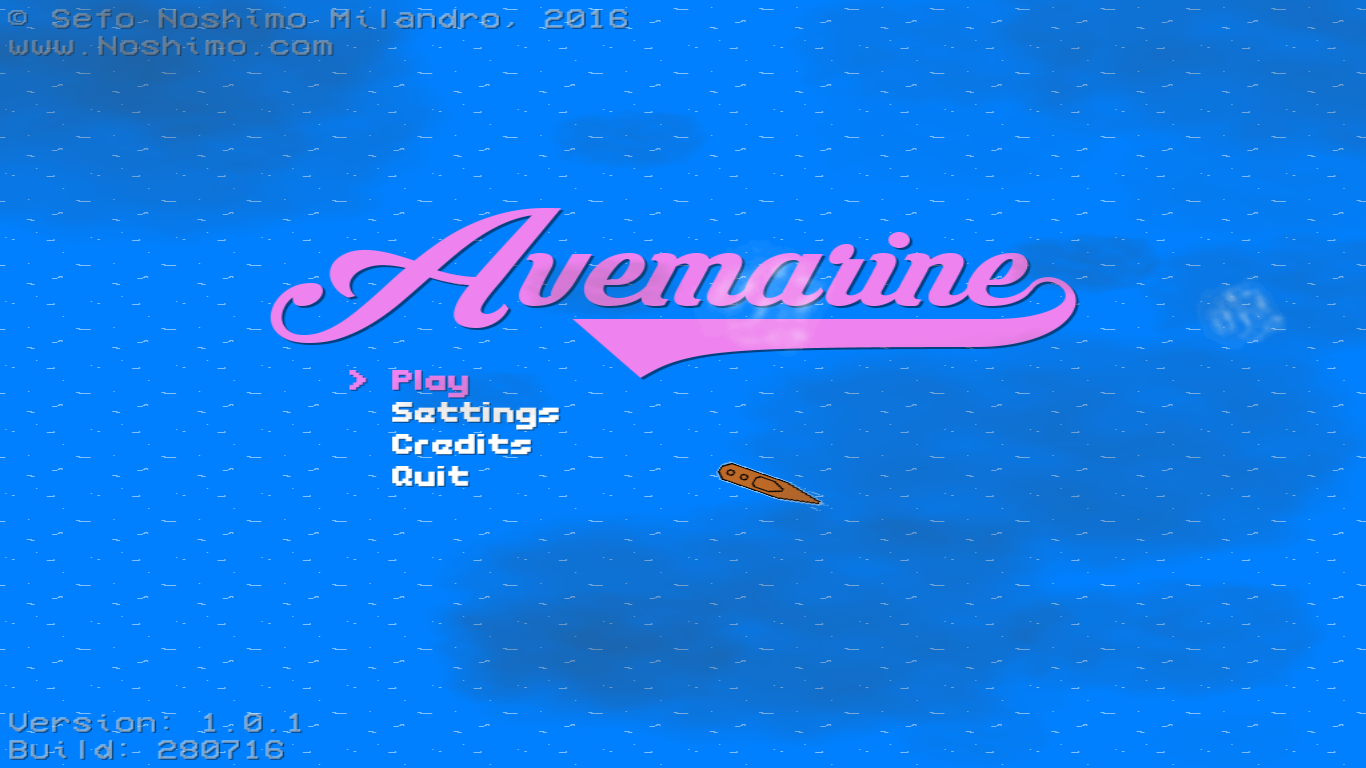 © Sefo Noshimo Milandro, 2016
www.Noshimo.com
Avemarine
> Play
Settings
Credits
Quit
Version: 1.0.1
Build: 280716